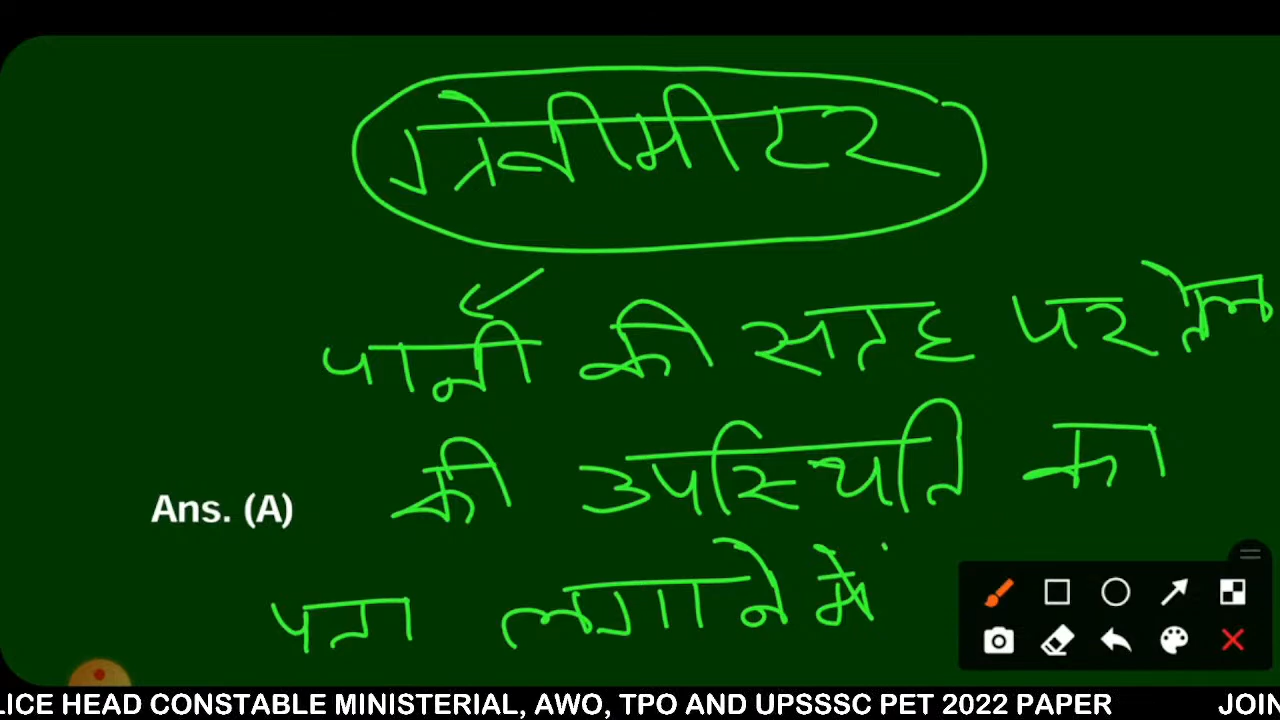 त्रेनीमीटर
पानी की सतह पर तेल
की उपस्थिति का
Ans. (A)
पता लगाने में
LICE HEAD CONSTABLE MINISTERIAL, AWO, TPO AND UPSSSC PET 2022 PAPER JOIN